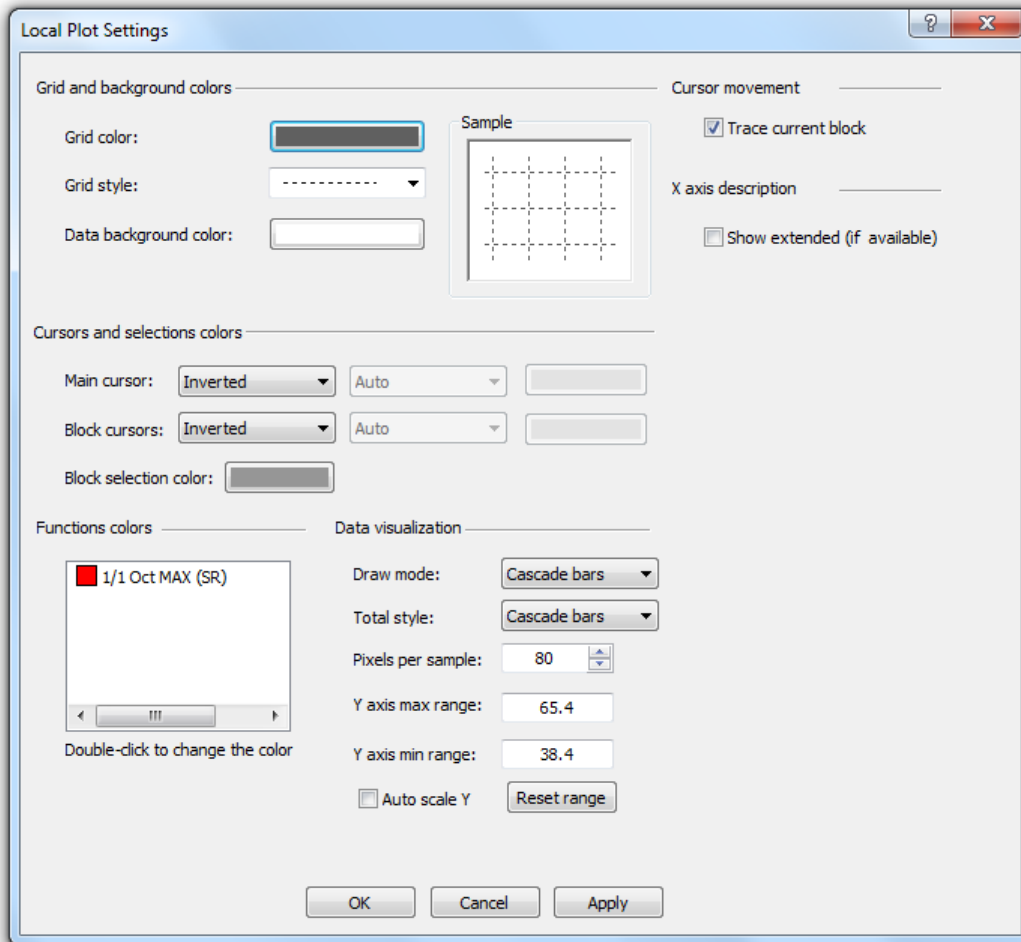 Local Plot Settings
?
X
Grid and background colors
Grid color:
Grid style:
Data background color:
Sample
Cursor movement
Trace current block
X axis description
Show extended (if available)
Cursors and selections colors
Main cursor: Inverted Auto
Block cursors: Inverted Auto
Block selection color:
Functions colors
1/1 Oct MAX (SR)
Double-click to change the color
Data visualization
Draw mode: Cascade bars
Total style: Cascade bars
Pixels per sample: 80
Y axis max range: 65.4
Y axis min range: 38.4
Auto scale Y Reset range
OK Cancel Apply